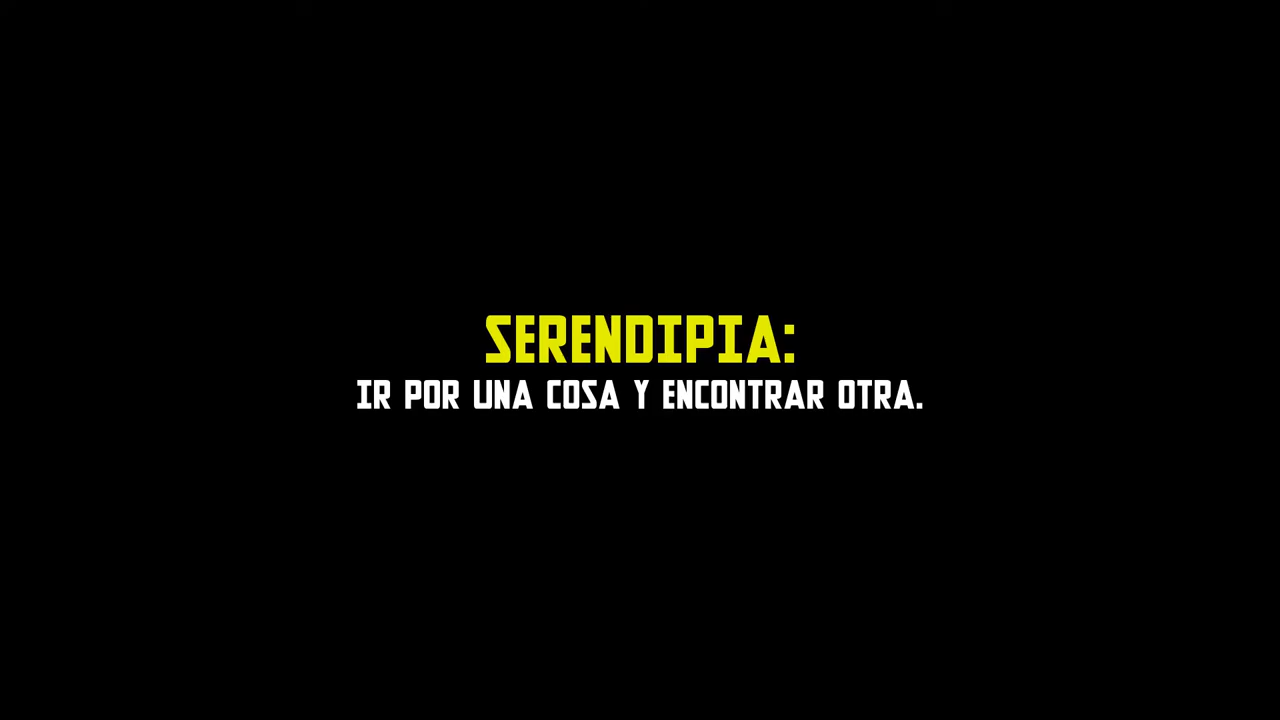 SERENDIPIA:
IR POR UNA COSA Y ENCONTRAR OTRA.